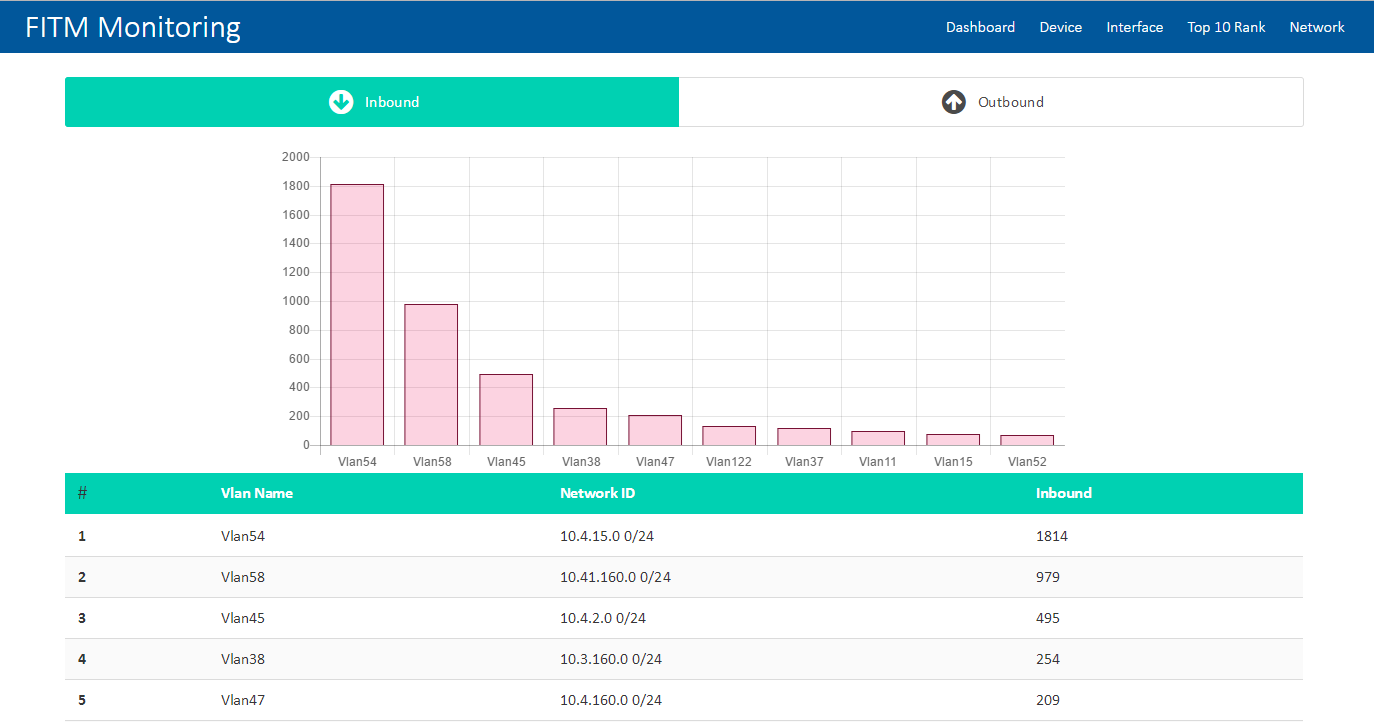 FITM Monitoring
Dashboard Device Interface Top 10 Rank Network
Inbound Outbound
2000
1800
1600
1400
1200
1000
800
600
400
200
0
Vlan54 Vlan58 Vlan45 Vlan38 Vlan47 Vlan122 Vlan37 Vlan11 Vlan15 Vlan52
# Vlan Name Network ID Inbound
1 Vlan54 10.4.15.0 0/24 1814
2 Vlan58 10.41.160.0 0/24 979
3 Vlan45 10.4.2.0 0/24 495
4 Vlan38 10.3.160.0 0/24 254
5 Vlan47 10.4.160.0 0/24 209